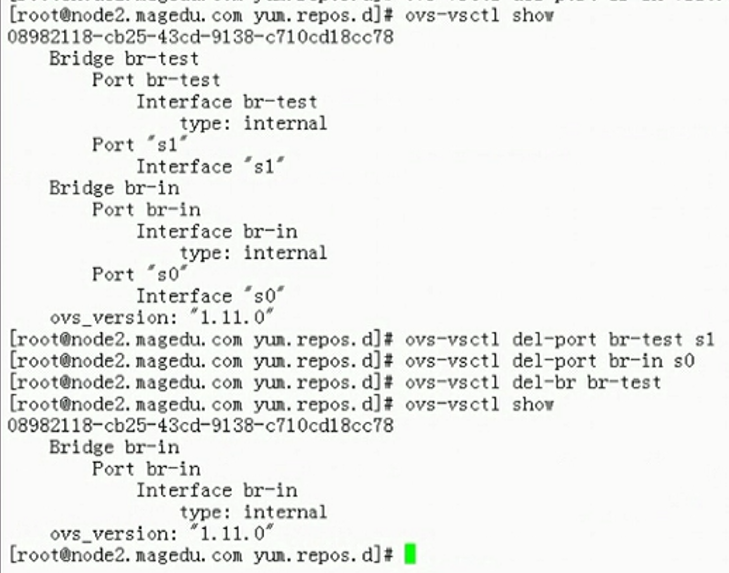 [root@node2.magedu.com yum.repos.d]# ovs-vsctl show
08982118-cb25-43cd-9138-c710cd18cc78
    Bridge br-test
        Port br-test
            Interface br-test
                type: internal
        Port "s1"
            Interface "s1"
    Bridge br-in
        Port br-in
            Interface br-in
                type: internal
        Port "s0"
            Interface "s0"
    ovs_version: "1.11.0"
[root@node2.magedu.com yum.repos.d]# ovs-vsctl del-port br-test s1
[root@node2.magedu.com yum.repos.d]# ovs-vsctl del-port br-in s0
[root@node2.magedu.com yum.repos.d]# ovs-vsctl del-br br-test
[root@node2.magedu.com yum.repos.d]# ovs-vsctl show
08982118-cb25-43cd-9138-c710cd18cc78
    Bridge br-in
        Port br-in
            Interface br-in
                type: internal
    ovs_version: "1.11.0"
[root@node2.magedu.com yum.repos.d]#